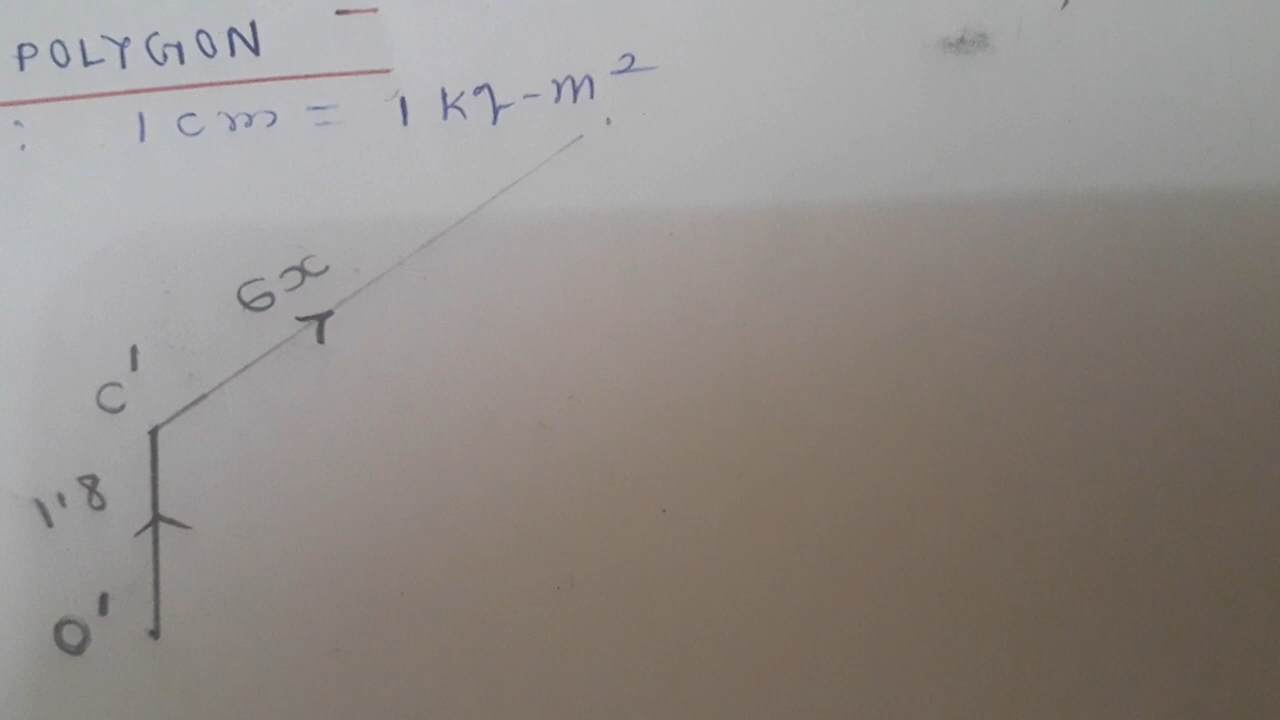 POLYGON
: 1 cm = 1 kg-m²
6x
C'
1.8
O'